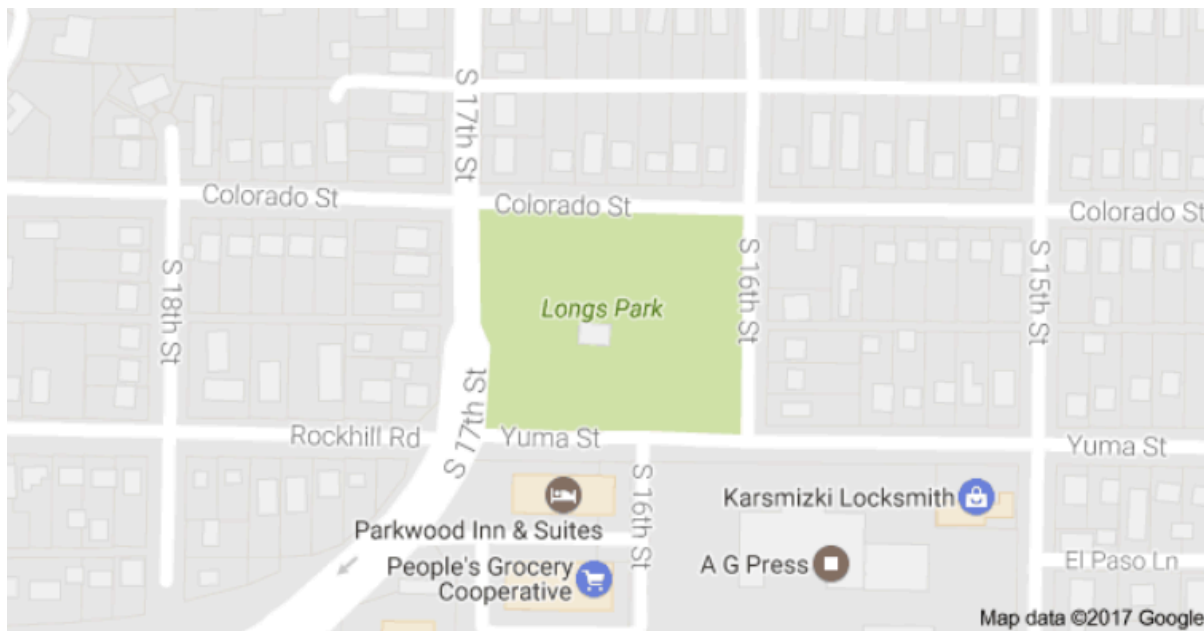 S 17th St
Colorado St
Colorado St
Colorado St
S 18th St
Longs Park
S 16th St
S 15th St
S 17th St
Rockhill Rd
Yuma St
Yuma St
S 16th St
Parkwood Inn & Suites
Karsmizki Locksmith
People's Grocery
Cooperative
A G Press
El Paso Ln
Map data ©2017 Google